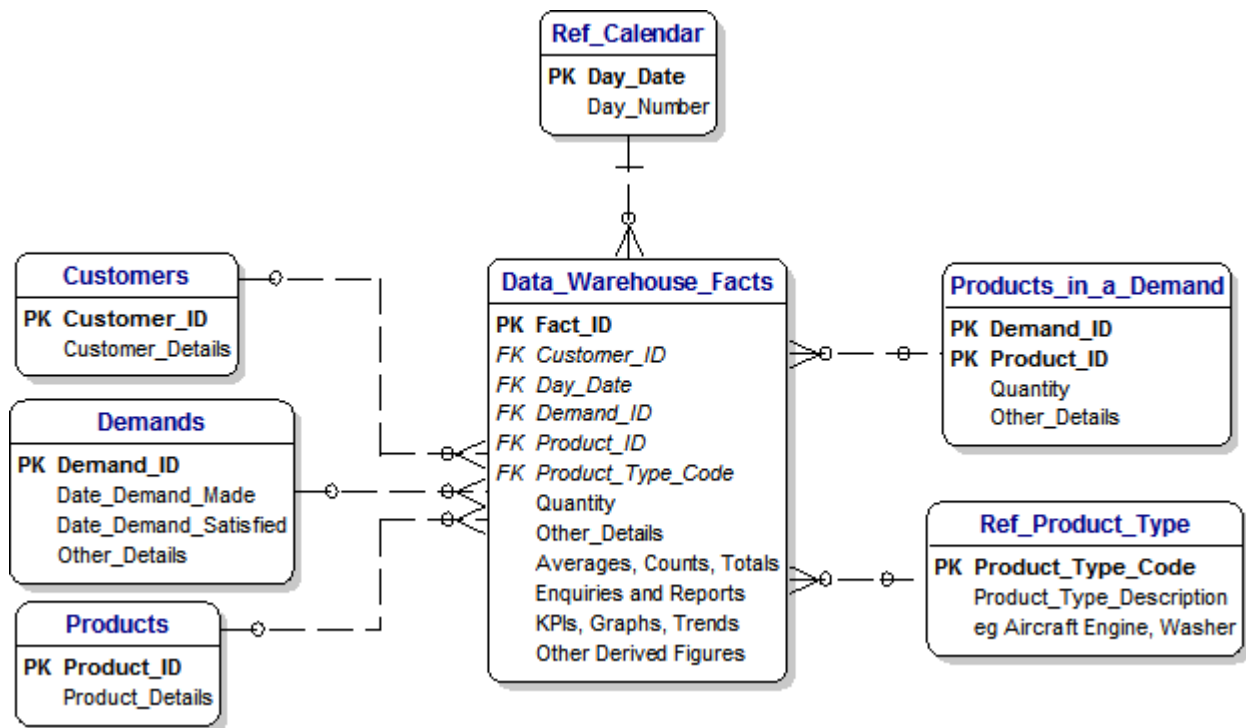 Ref_Calendar
PK Day_Date
Day_Number
Customers
PK Customer_ID
Customer_Details
Demands
PK Demand_ID
Date_Demand_Made
Date_Demand_Satisfied
Other_Details
Products
PK Product_ID
Product_Details
Data_Warehouse_Facts
PK Fact_ID
FK Customer_ID
FK Day_Date
FK Demand_ID
FK Product_ID
FK Product_Type_Code
Quantity
Other_Details
Averages, Counts, Totals
Enquiries and Reports
KPIs, Graphs, Trends
Other Derived Figures
Products_in_a_Demand
PK Demand_ID
PK Product_ID
Quantity
Other_Details
Ref_Product_Type
PK Product_Type_Code
Product_Type_Description
eg Aircraft Engine, Washer